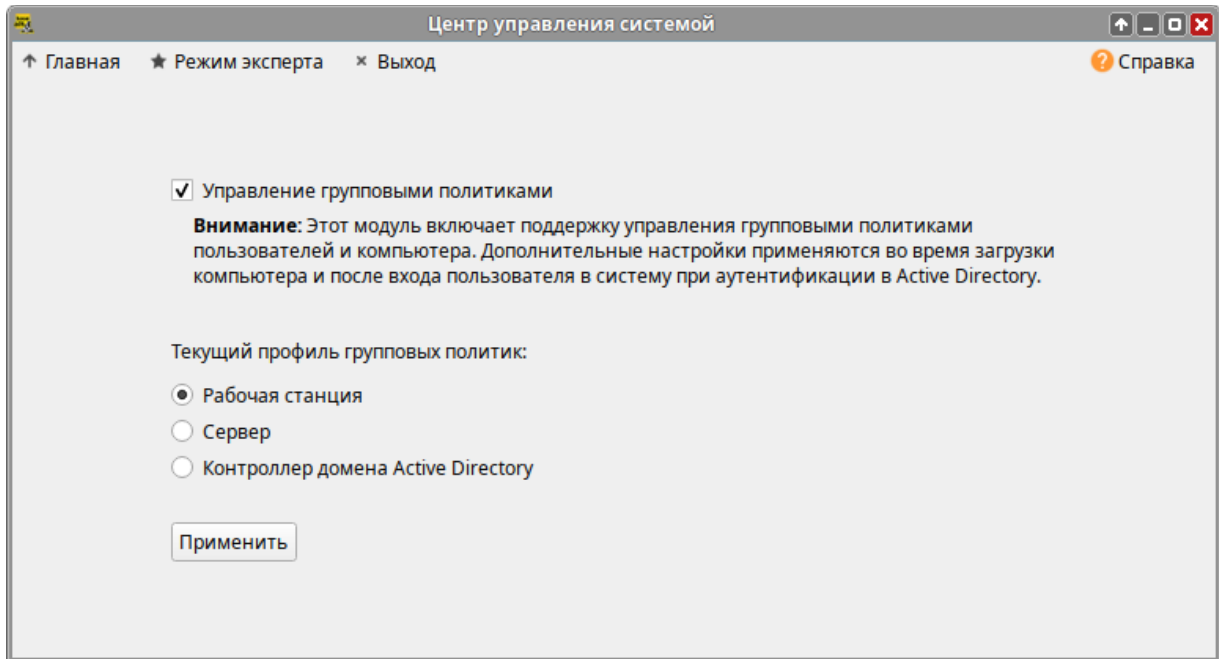 Центр управления системой
Главная Режим эксперта Выход Справка
Управление групповыми политиками
Внимание: Этот модуль включает поддержку управления групповыми политиками
пользователей и компьютера. Дополнительные настройки применяются во время загрузки
компьютера и после входа пользователя в систему при аутентификации в Active Directory.
Текущий профиль групповых политик:
Рабочая станция
Сервер
Контроллер домена Active Directory
Применить